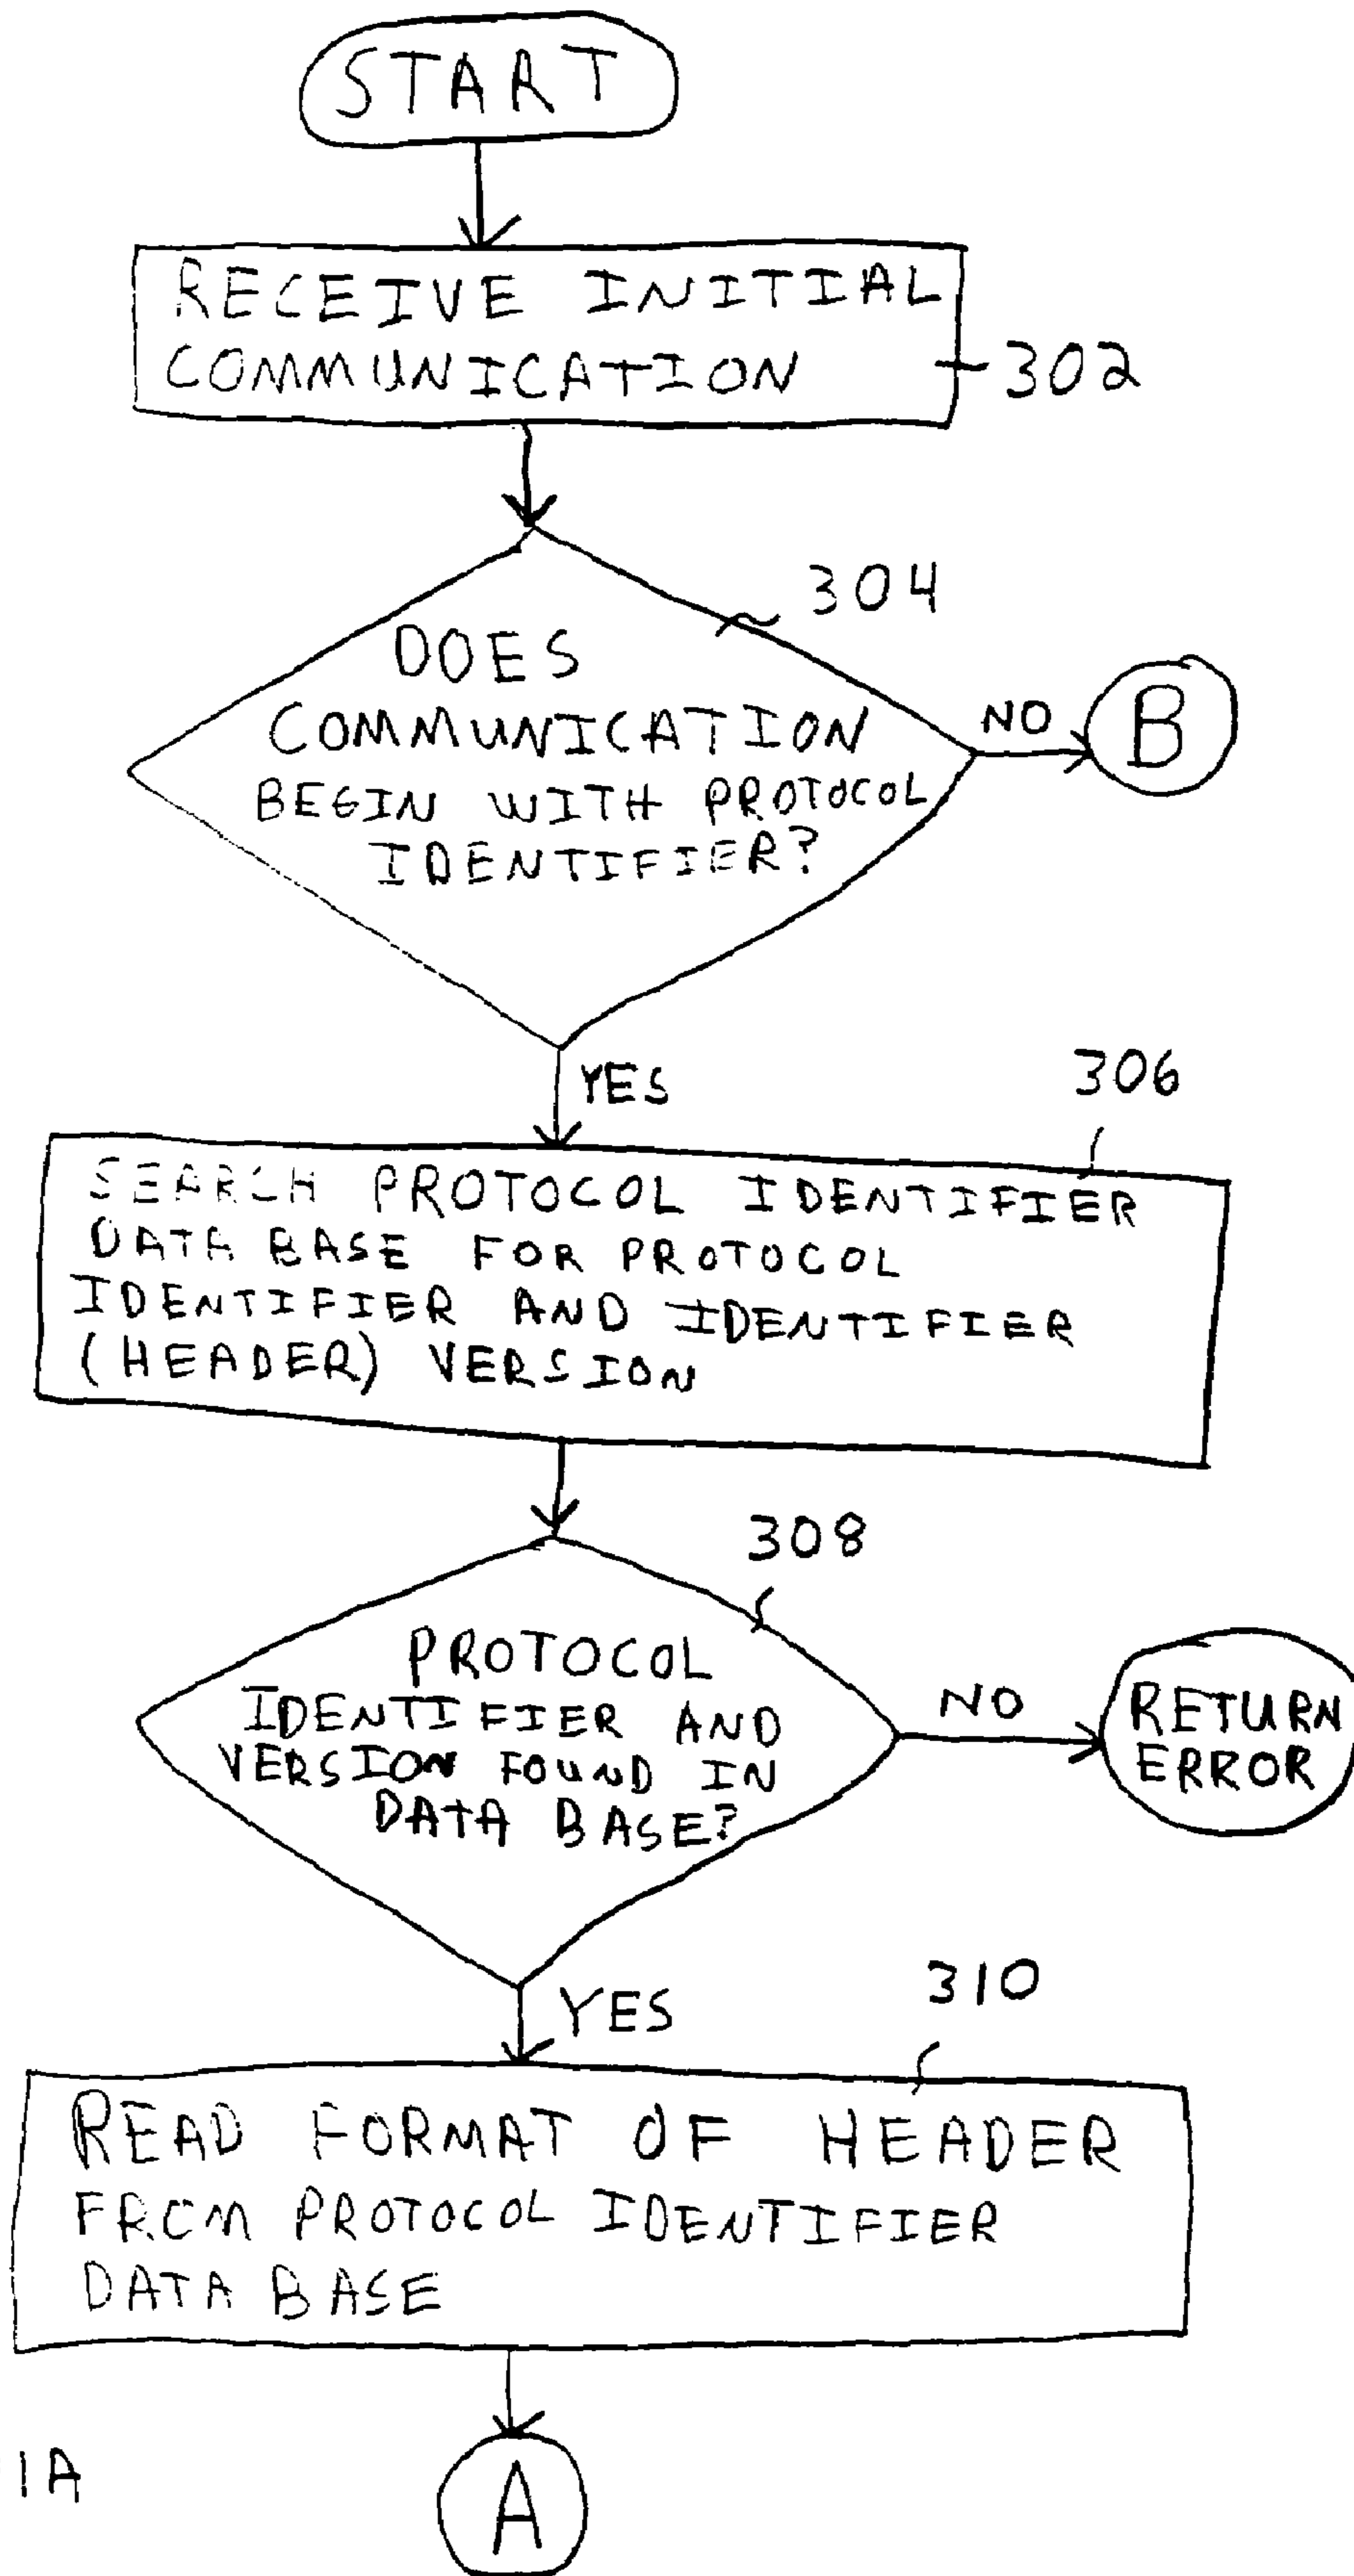 START
RECEIVE INITIAL
COMMUNICATION
302
304
DOES
COMMUNICATION
BEGIN WITH PROTOCOL
IDENTIFIER?
NO
B
YES
306
SEARCH PROTOCOL IDENTIFIER
DATA BASE FOR PROTOCOL
IDENTIFIER AND IDENTIFIER
(HEADER) VERSION
308
PROTOCOL
IDENTIFIER AND
VERSION FOUND IN
DATA BASE?
NO
RETURN
ERROR
YES
310
READ FORMAT OF HEADER
FROM PROTOCOL IDENTIFIER
DATA BASE
1A
A